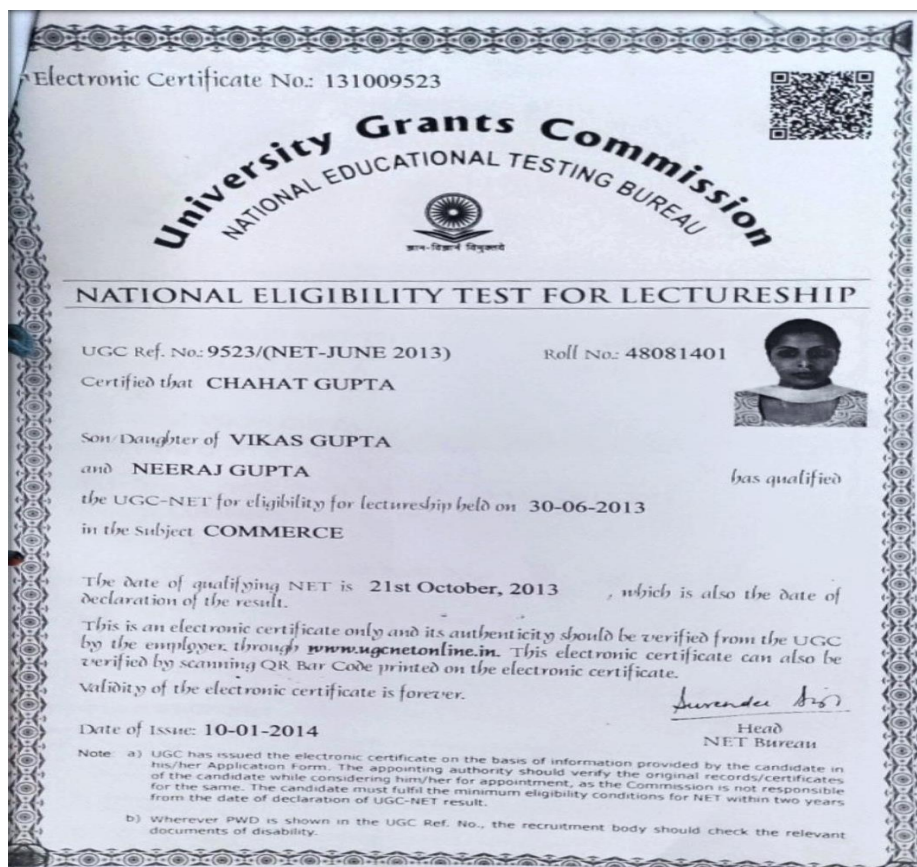 Electronic Certificate No.: 131009523
University Grants Commission
NATIONAL EDUCATIONAL TESTING BUREAU
ज्ञान-विज्ञानं विमुक्तये
NATIONAL ELIGIBILITY TEST FOR LECTURESHIP
UGC Ref. No.: 9523/(NET-JUNE 2013) Roll No.: 48081401
Certified that CHAHAT GUPTA
Son/Daughter of VIKAS GUPTA
and NEERAJ GUPTA has qualified
the UGC-NET for eligibility for lectureship held on 30-06-2013
in the Subject COMMERCE
The date of qualifying NET is 21st October, 2013 , which is also the date of
declaration of the result.
This is an electronic certificate only and its authenticity should be verified from the UGC
by the employer through www.ugcnetonline.in. This electronic certificate can also be
verified by scanning QR Bar Code printed on the electronic certificate.
Validity of the electronic certificate is forever.
Date of Issue: 10-01-2014
Head
NET Bureau
Note: a) UGC has issued the electronic certificate on the basis of information provided by the candidate in
his/her Application Form. The appointing authority should verify the original records/certificates
of the candidate while considering him/her for appointment, as the Commission is not responsible
for the same. The candidate must fulfil the minimum eligibility conditions for NET within two years
from the date of declaration of UGC-NET result.
b) Wherever PWD is shown in the UGC Ref. No., the recruitment body should check the relevant
documents of disability.